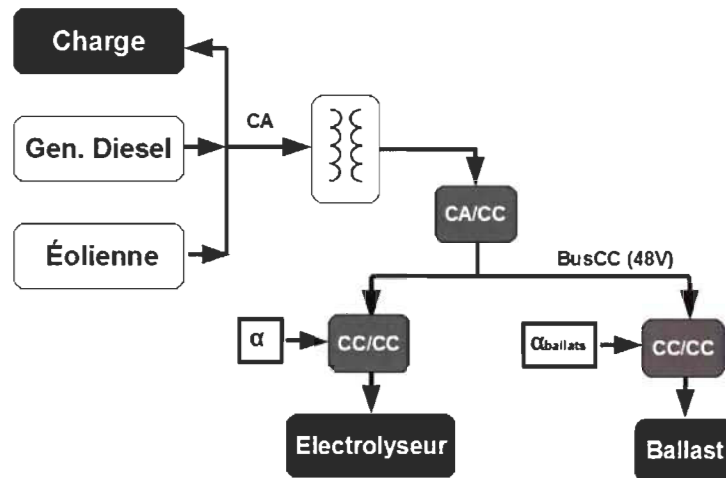 Charge
CA
Gen. Diesel
Éolienne
CA/CC
BusCC (48V)
α
CC/CC
αballats
CC/CC
Electrolyseur
Ballast